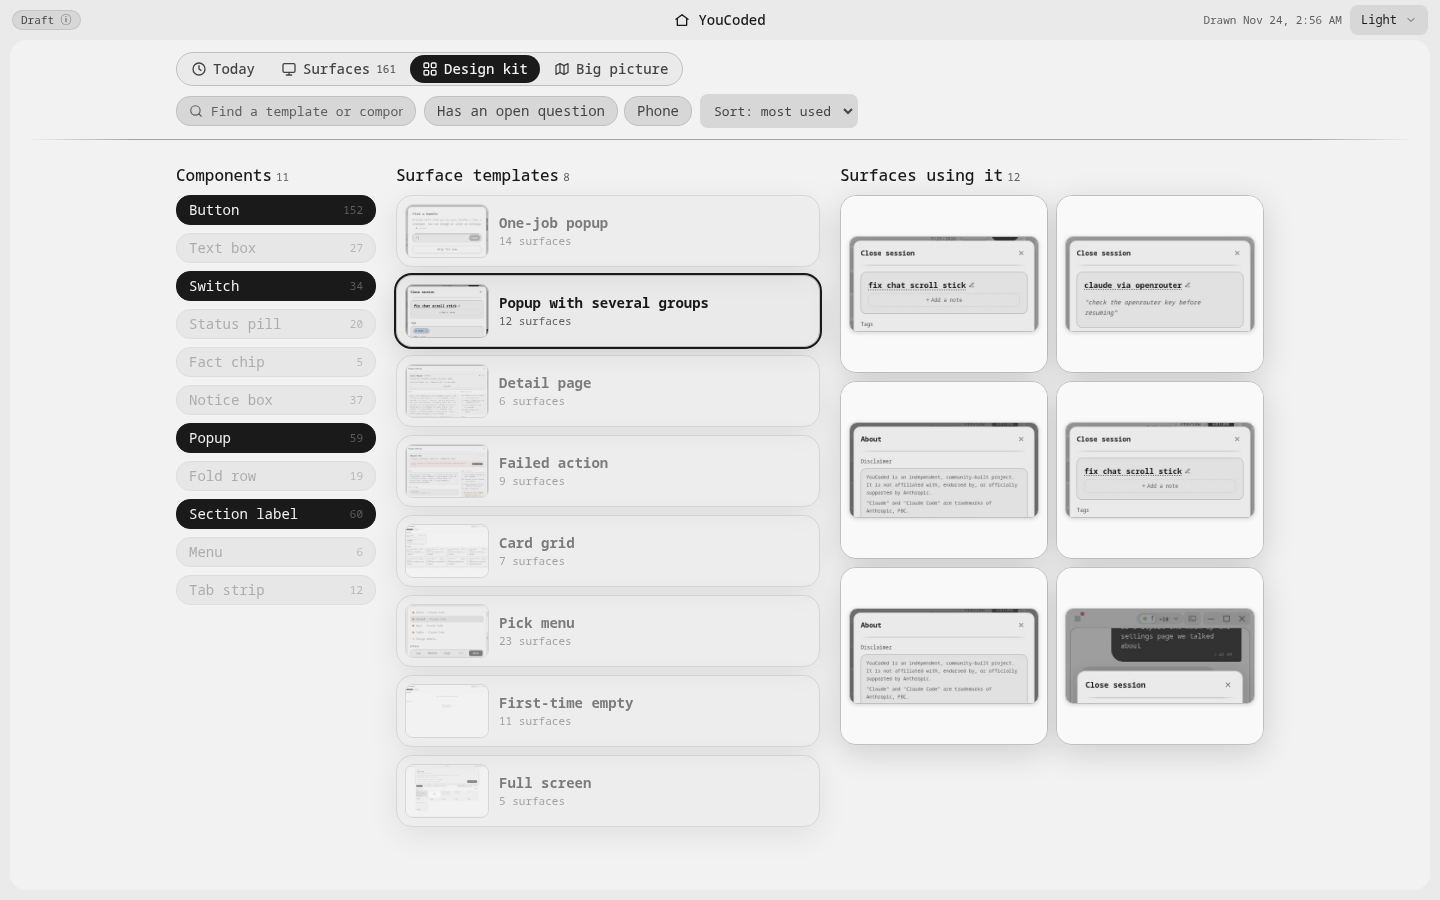 Draft
YouCoded
Drawn Nov 24, 2:56 AM
Light
Today
Surfaces 161
Design kit
Big picture
Find a template or compor
Has an open question
Phone
Sort: most used
Components 11
Button 152
Text box 27
Switch 34
Status pill 20
Fact chip 5
Notice box 37
Popup 59
Fold row 19
Section label 60
Menu 6
Tab strip 12
Surface templates 8
One-job popup
14 surfaces
Popup with several groups
12 surfaces
Detail page
6 surfaces
Failed action
9 surfaces
Card grid
7 surfaces
Pick menu
23 surfaces
First-time empty
11 surfaces
Full screen
5 surfaces
Surfaces using it 12
Close session
fix chat scroll stick
+ Add a note
Tags
Close session
claude via openrouter
"check the openrouter key before
resuming"
About
Disclaimer
YouCoded is an independent, community-built project.
It is not affiliated with, endorsed by, or officially
supported by Anthropic.
"Claude" and "Claude Code" are trademarks of
Anthropic, PBC.
Close session
fix chat scroll stick
+ Add a note
Tags
About
Disclaimer
YouCoded is an independent, community-built project.
It is not affiliated with, endorsed by, or officially
supported by Anthropic.
"Claude" and "Claude Code" are trademarks of
Anthropic, PBC.
settings page we talked
about
Close session